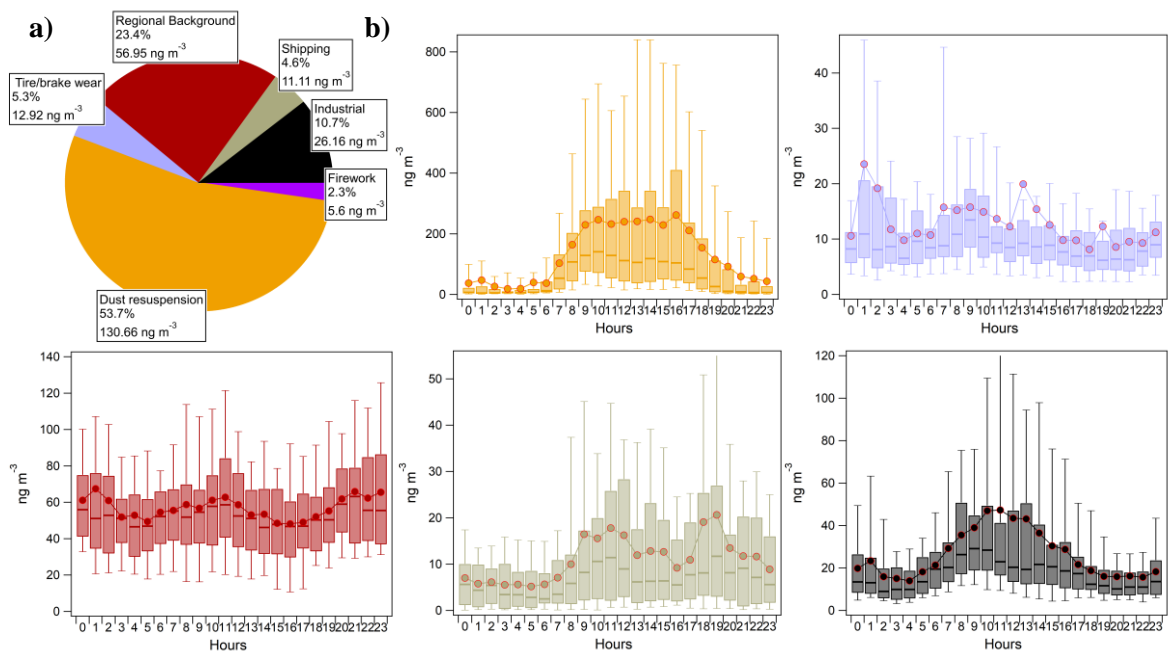 a)
Regional Background
23.4%
56.95 ng m⁻³
Shipping
4.6%
11.11 ng m⁻³
Tire/brake wear
5.3%
12.92 ng m⁻³
Industrial
10.7%
26.16 ng m⁻³
Firework
2.3%
5.6 ng m⁻³
Dust resuspension
53.7%
130.66 ng m⁻³
b)
800
600
400
200
0
ng m⁻³
0 1 2 3 4 5 6 7 8 9 10 11 12 13 14 15 16 17 18 19 20 21 22 23
Hours
40
30
20
10
0
ng m⁻³
0 1 2 3 4 5 6 7 8 9 10 11 12 13 14 15 16 17 18 19 20 21 22 23
Hours
140
120
100
80
60
40
20
0
ng m⁻³
0 1 2 3 4 5 6 7 8 9 10 11 12 13 14 15 16 17 18 19 20 21 22 23
Hours
50
40
30
20
10
0
ng m⁻³
0 1 2 3 4 5 6 7 8 9 10 11 12 13 14 15 16 17 18 19 20 21 22 23
Hours
120
100
80
60
40
20
0
ng m⁻³
0 1 2 3 4 5 6 7 8 9 10 11 12 13 14 15 16 17 18 19 20 21 22 23
Hours